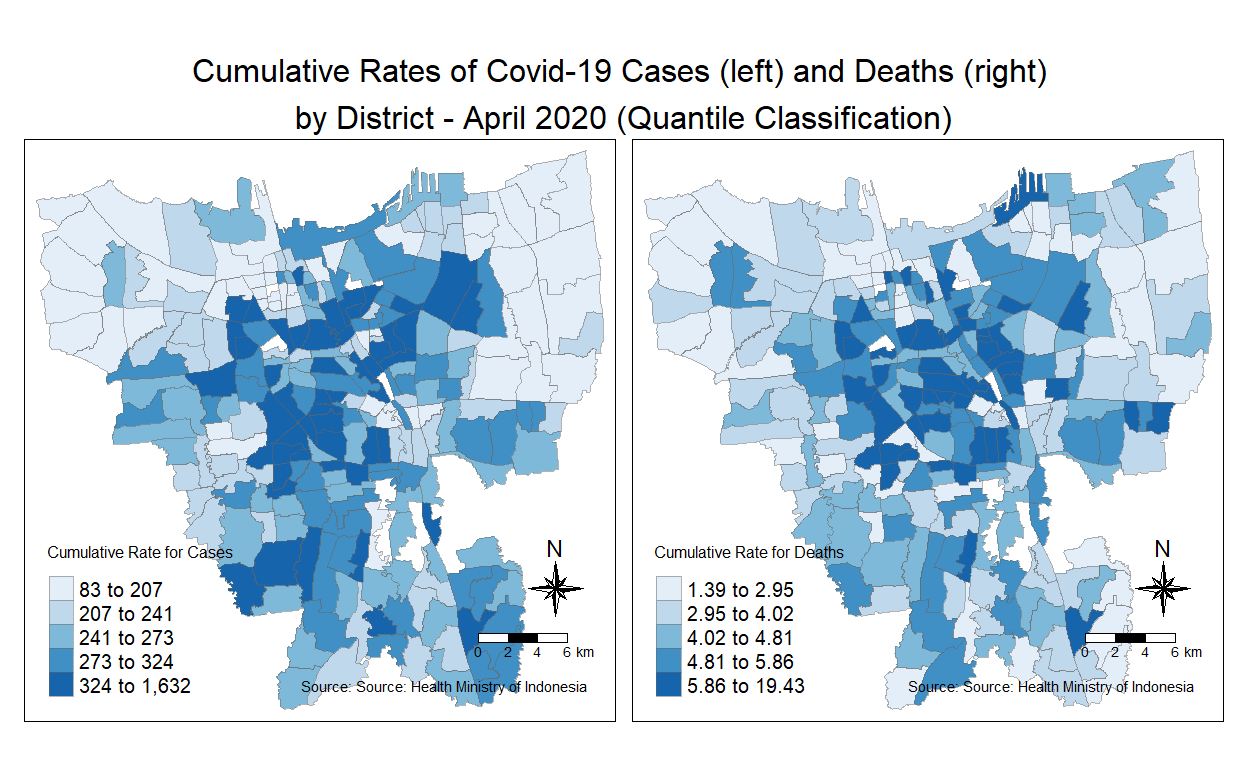 Cumulative Rates of Covid-19 Cases (left) and Deaths (right)
by District - April 2020 (Quantile Classification)
Cumulative Rate for Cases
83 to 207
207 to 241
241 to 273
273 to 324
324 to 1,632
N
0 2 4 6 km
Source: Source: Health Ministry of Indonesia
Cumulative Rate for Deaths
1.39 to 2.95
2.95 to 4.02
4.02 to 4.81
4.81 to 5.86
5.86 to 19.43
N
0 2 4 6 km
Source: Source: Health Ministry of Indonesia